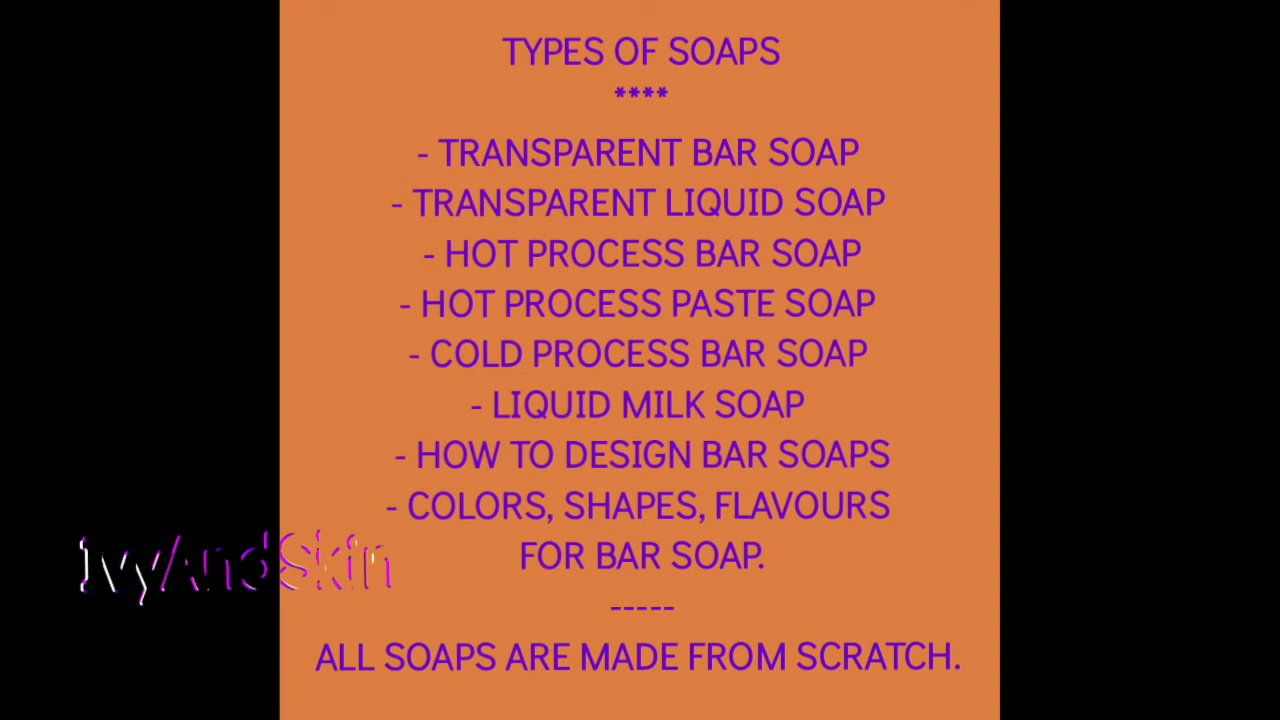 TYPES OF SOAPS
****
- TRANSPARENT BAR SOAP
- TRANSPARENT LIQUID SOAP
- HOT PROCESS BAR SOAP
- HOT PROCESS PASTE SOAP
- COLD PROCESS BAR SOAP
- LIQUID MILK SOAP
- HOW TO DESIGN BAR SOAPS
- COLORS, SHAPES, FLAVOURS
FOR BAR SOAP.
IvyAndSkin
-----
ALL SOAPS ARE MADE FROM SCRATCH.